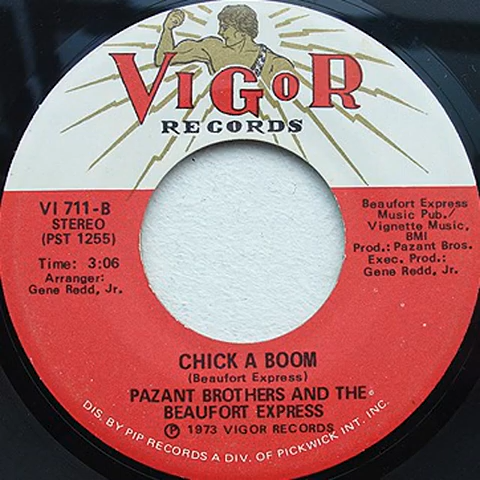 VIGOR
RECORDS
VI 711-B
STEREO
(PST 1255)
Time: 3:06
Arranger:
Gene Redd, Jr.
Beaufort Express
Music Pub./
Vignette Music,
BMI
Prod.: Pazant Bros.
Exec. Prod.:
Gene Redd, Jr.
CHICK A BOOM
(Beaufort Express)
PAZANT BROTHERS AND THE
BEAUFORT EXPRESS
℗ 1973 VIGOR RECORDS
DIS. BY PIP RECORDS A DIV. OF PICKWICK INT. INC.